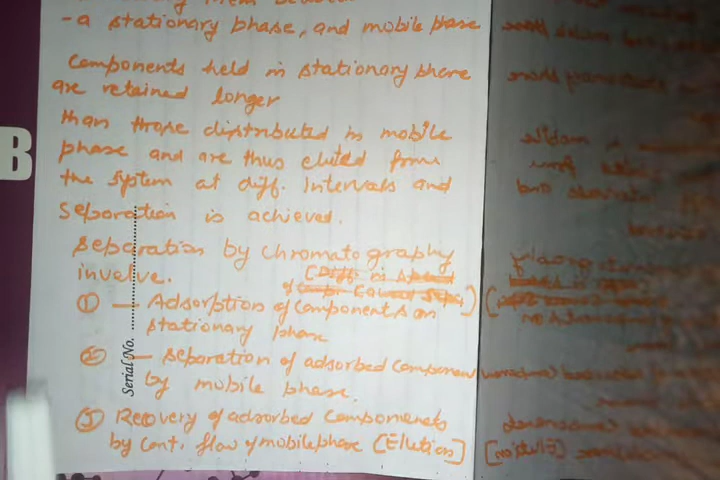 - a stationary phase, and mobile phase
Components held in stationary phase
are retained longer
than those distributed in mobile
phase and are thus eluted from
the system at diff. Intervals and
Separation is achieved.
Separation by Chromatography
involve.
① — Adsorption of Components on
stationary phase
② — Separation of adsorbed Component
by mobile phase.
③ Recovery of adsorbed Components
by Cont. flow of mobile phase [Elution]
Serial No.
B